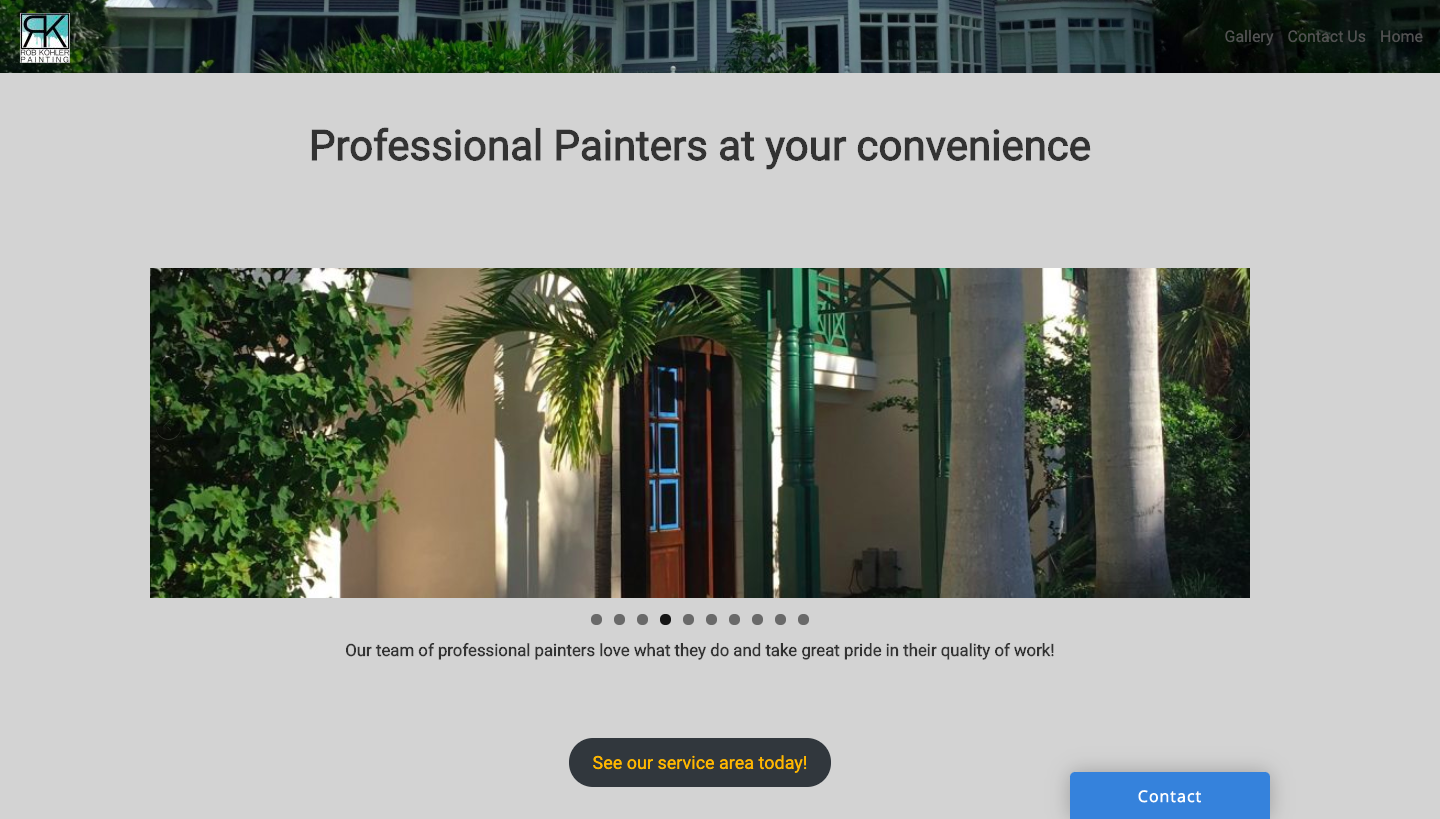 RK
ROB KOHLER
PAINTING
Gallery Contact Us Home
Professional Painters at your convenience
Our team of professional painters love what they do and take great pride in their quality of work!
See our service area today!
Contact